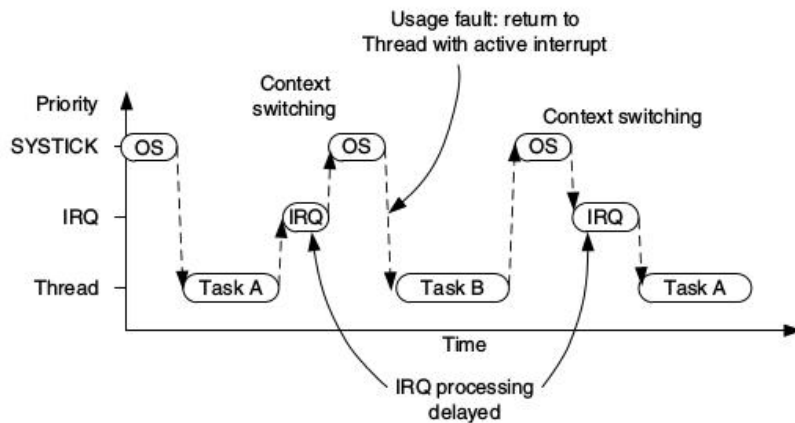 Usage fault: return to
Thread with active interrupt
Context
switching
Priority
Context switching
SYSTICK
OS
OS
OS
IRQ
IRQ
IRQ
Thread
Task A
Task B
Task A
Time
IRQ processing
delayed